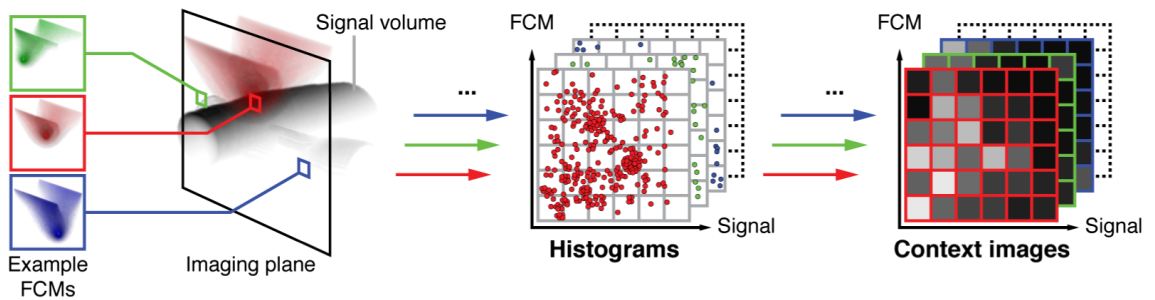 Signal volume
FCM
FCM
...
...
Signal
Signal
Example
FCMs
Imaging plane
Histograms
Context images